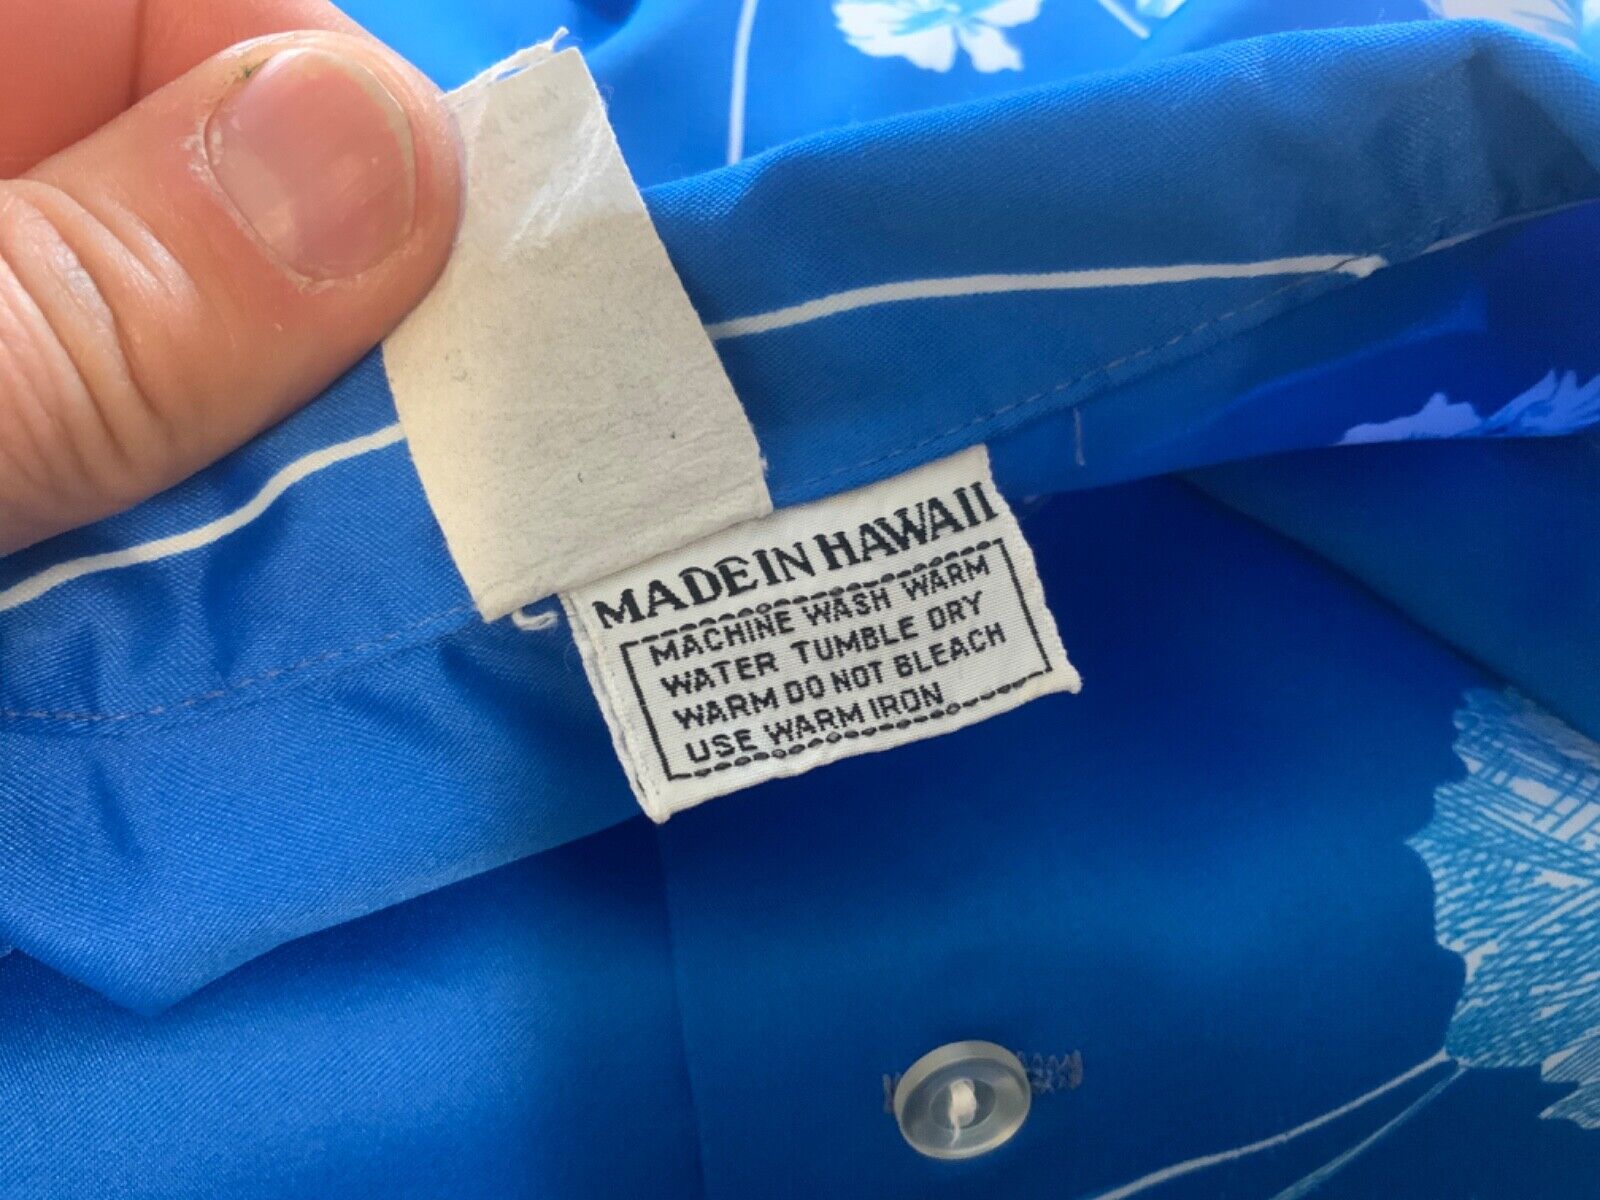 MADE IN HAWAII
MACHINE WASH WARM
WATER TUMBLE DRY
WARM DO NOT BLEACH
USE WARM IRON